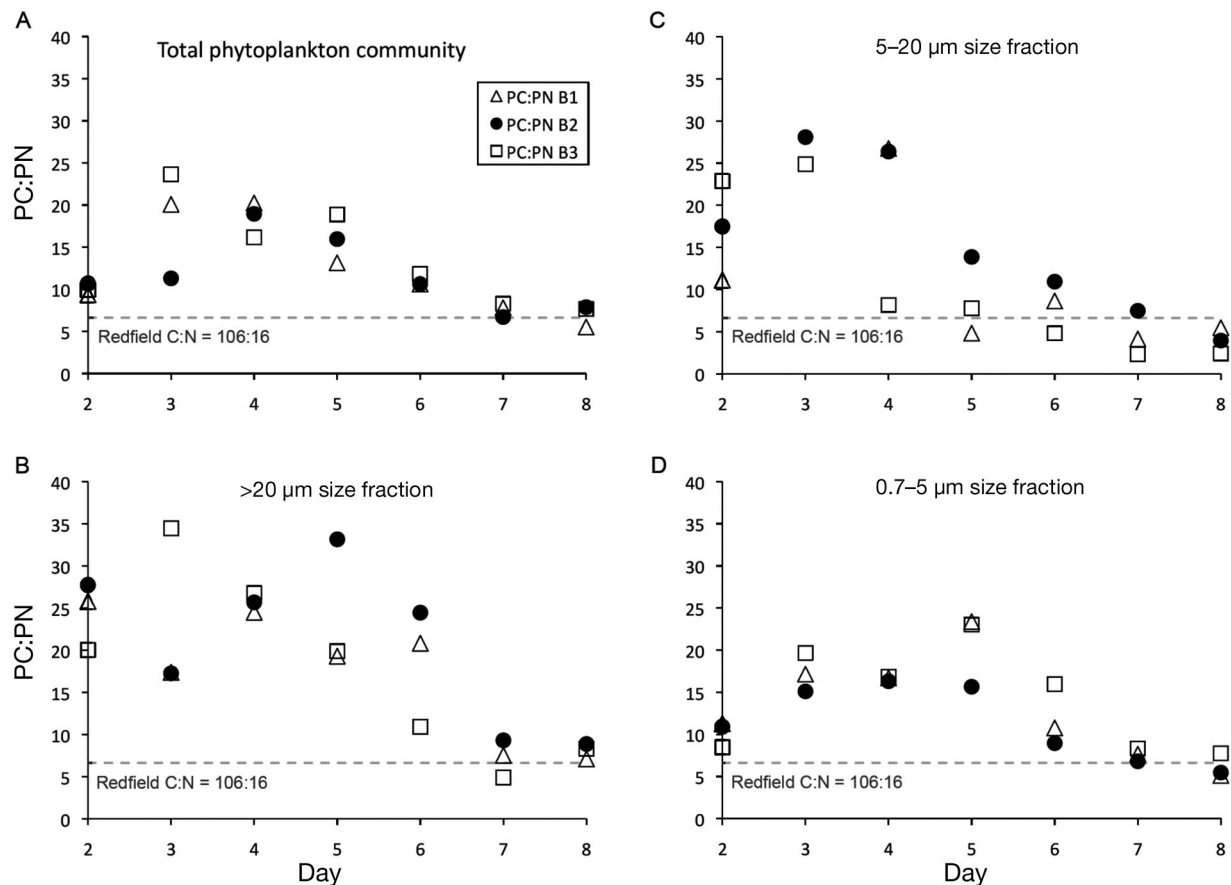 A
Total phytoplankton community
PC:PN
40
35
30
25
20
15
10
5
0
PC:PN B1
PC:PN B2
PC:PN B3
Redfield C:N = 106:16
2 3 4 5 6 7 8
C
5–20 µm size fraction
40
35
30
25
20
15
10
5
0
Redfield C:N = 106:16
2 3 4 5 6 7 8
B
>20 µm size fraction
PC:PN
40
35
30
25
20
15
10
5
0
Redfield C:N = 106:16
2 3 4 5 6 7 8
Day
D
0.7–5 µm size fraction
40
35
30
25
20
15
10
5
0
Redfield C:N = 106:16
2 3 4 5 6 7 8
Day